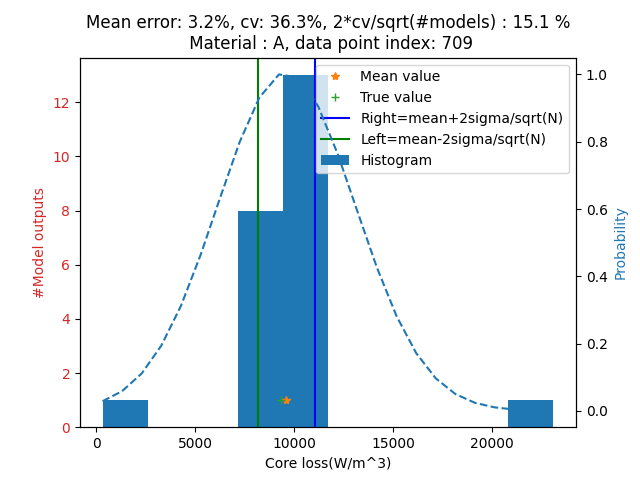 Mean error: 3.2%, cv: 36.3%, 2*cv/sqrt(#models) : 15.1 %
Material : A, data point index: 709
#Model outputs
12
10
8
6
4
2
0
Mean value
True value
Right=mean+2sigma/sqrt(N)
Left=mean-2sigma/sqrt(N)
Histogram
1.0
0.8
0.6
0.4
0.2
0.0
Probability
0 5000 10000 15000 20000
Core loss(W/m^3)